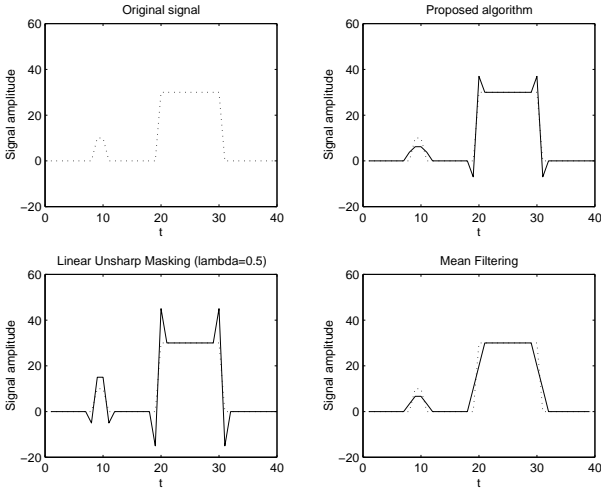 Original signal
60
40
20
0
−20
Signal amplitude
0 10 20 30 40
t
Proposed algorithm
60
40
20
0
−20
Signal amplitude
0 10 20 30 40
t
Linear Unsharp Masking (lambda=0.5)
60
40
20
0
−20
Signal amplitude
0 10 20 30 40
t
Mean Filtering
60
40
20
0
−20
Signal amplitude
0 10 20 30 40
t